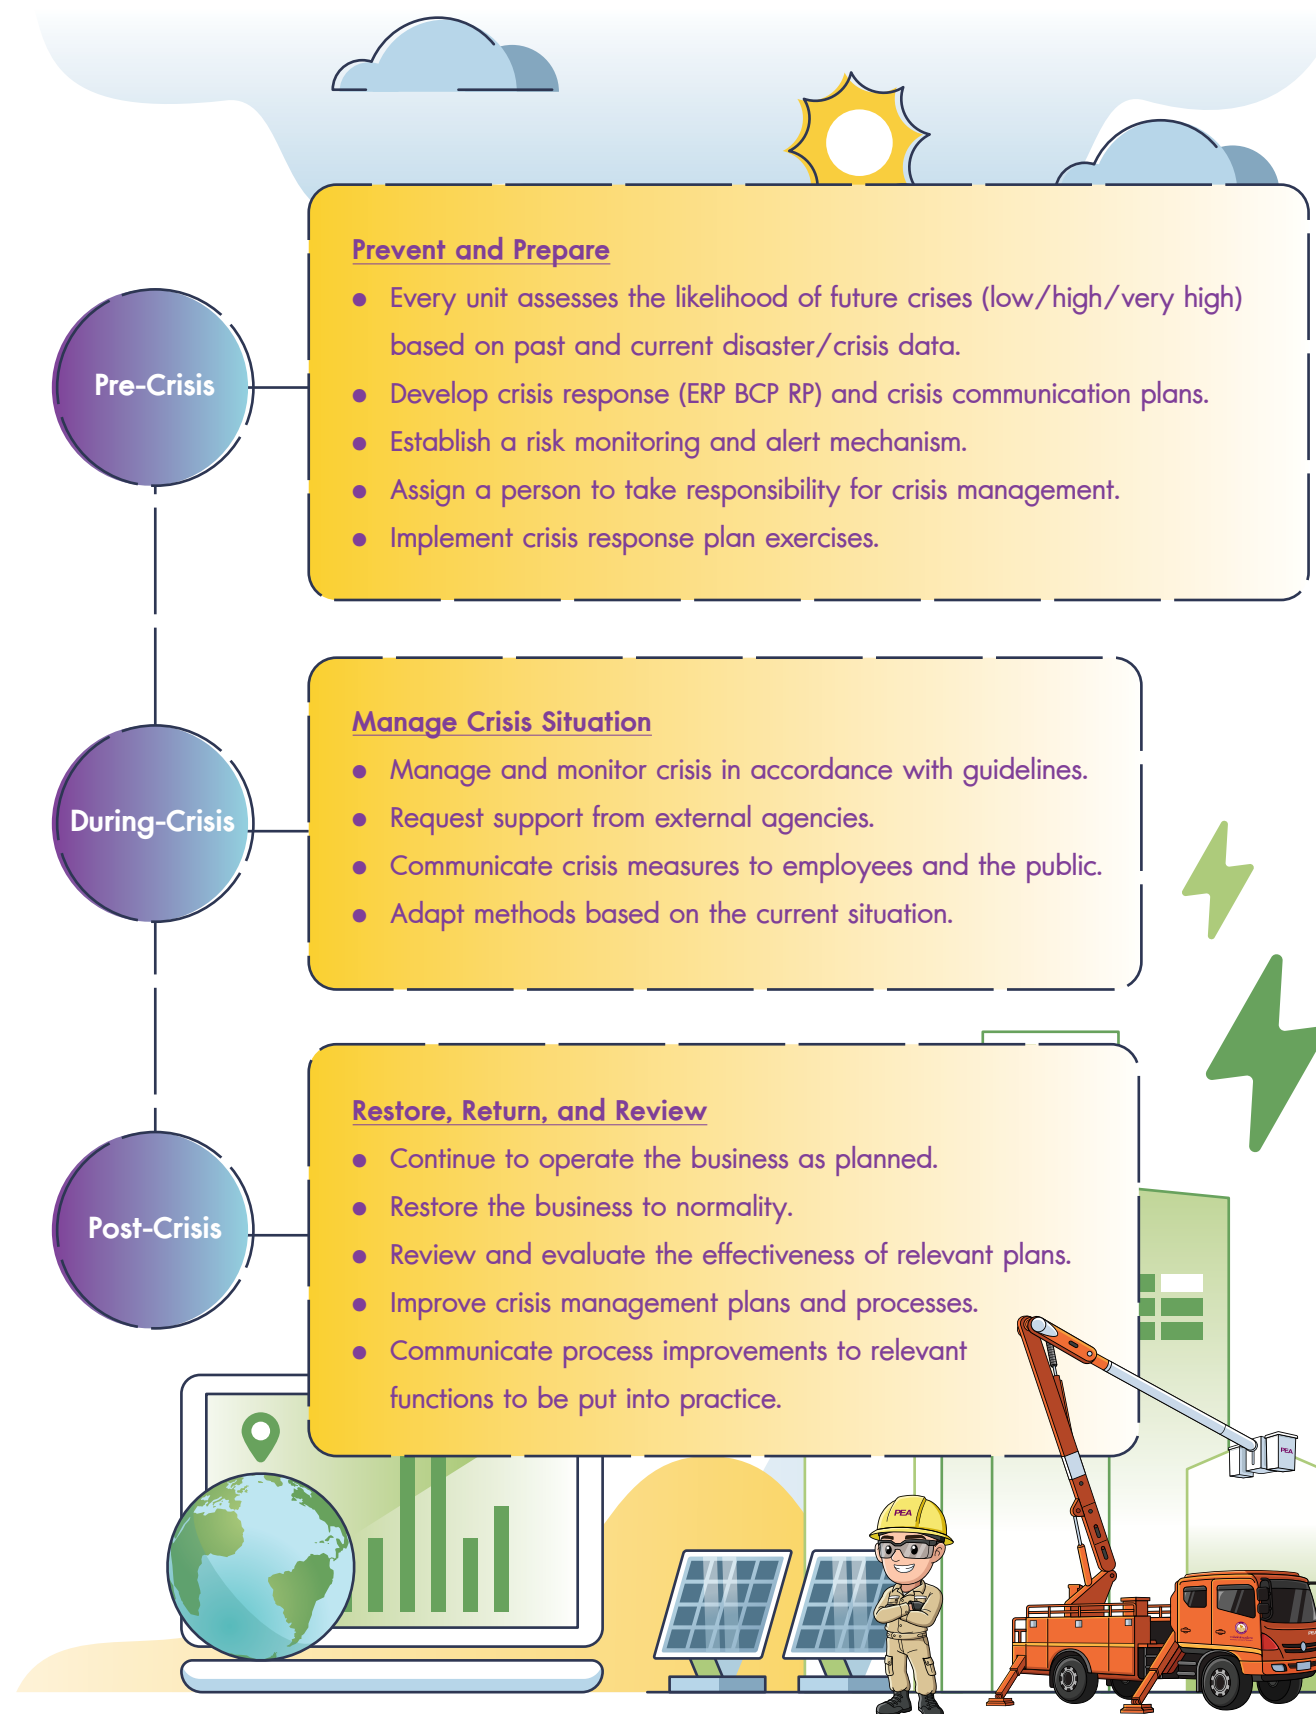 Prevent and Prepare
● Every unit assesses the likelihood of future crises (low/high/very high)
based on past and current disaster/crisis data.
● Develop crisis response (ERP BCP RP) and crisis communication plans.
● Establish a risk monitoring and alert mechanism.
● Assign a person to take responsibility for crisis management.
● Implement crisis response plan exercises.
Pre-Crisis
Manage Crisis Situation
● Manage and monitor crisis in accordance with guidelines.
● Request support from external agencies.
● Communicate crisis measures to employees and the public.
● Adapt methods based on the current situation.
During-Crisis
Restore, Return, and Review
● Continue to operate the business as planned.
● Restore the business to normality.
● Review and evaluate the effectiveness of relevant plans.
● Improve crisis management plans and processes.
● Communicate process improvements to relevant
functions to be put into practice.
Post-Crisis
PEA
PEA